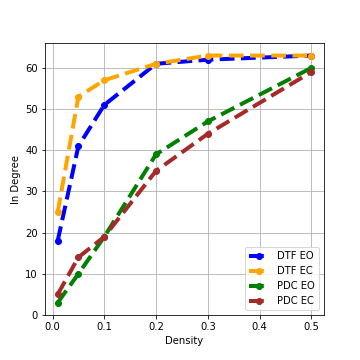 60
50
40
30
20
10
0
In Degree
0.0 0.1 0.2 0.3 0.4 0.5
Density
DTF EO
DTF EC
PDC EO
PDC EC